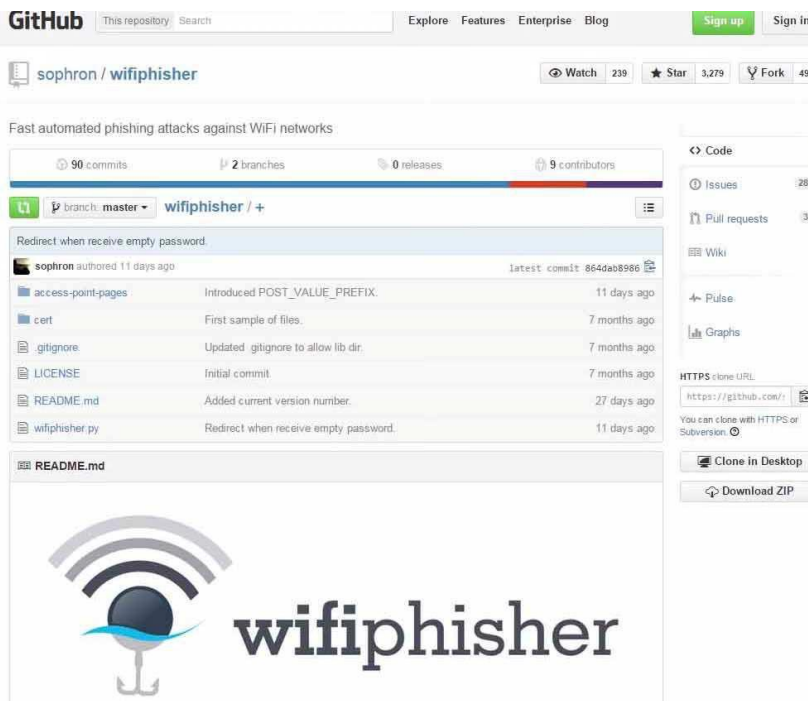 GitHub This repository Search Explore Features Enterprise Blog Sign up Sign in
sophron / wifiphisher Watch 239 Star 3,279 Fork 49
Fast automated phishing attacks against WiFi networks
90 commits 2 branches 0 releases 9 contributors
branch: master wifiphisher / +
Redirect when receive empty password.
sophron authored 11 days ago latest commit 864dab8986
access-point-pages Introduced POST_VALUE_PREFIX. 11 days ago
cert First sample of files. 7 months ago
.gitignore Updated .gitignore to allow lib dir. 7 months ago
LICENSE Initial commit 7 months ago
README.md Added current version number. 27 days ago
wifiphisher.py Redirect when receive empty password. 11 days ago
README.md
wifiphisher
<> Code
Issues 28
Pull requests 3
Wiki
Pulse
Graphs
HTTPS clone URL
https://github.com/
You can clone with HTTPS or
Subversion.
Clone in Desktop
Download ZIP